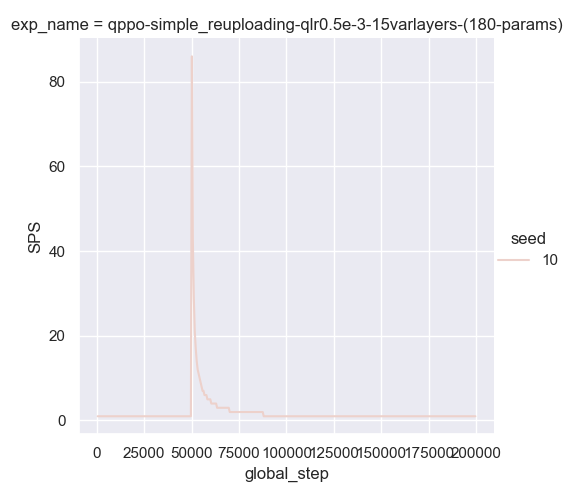 exp_name = qppo-simple_reuploading-qlr0.5e-3-15varlayers-(180-params)
80
60
40
20
0
SPS
seed
10
0 25000 50000 75000 100000 125000 150000 175000 200000
global_step